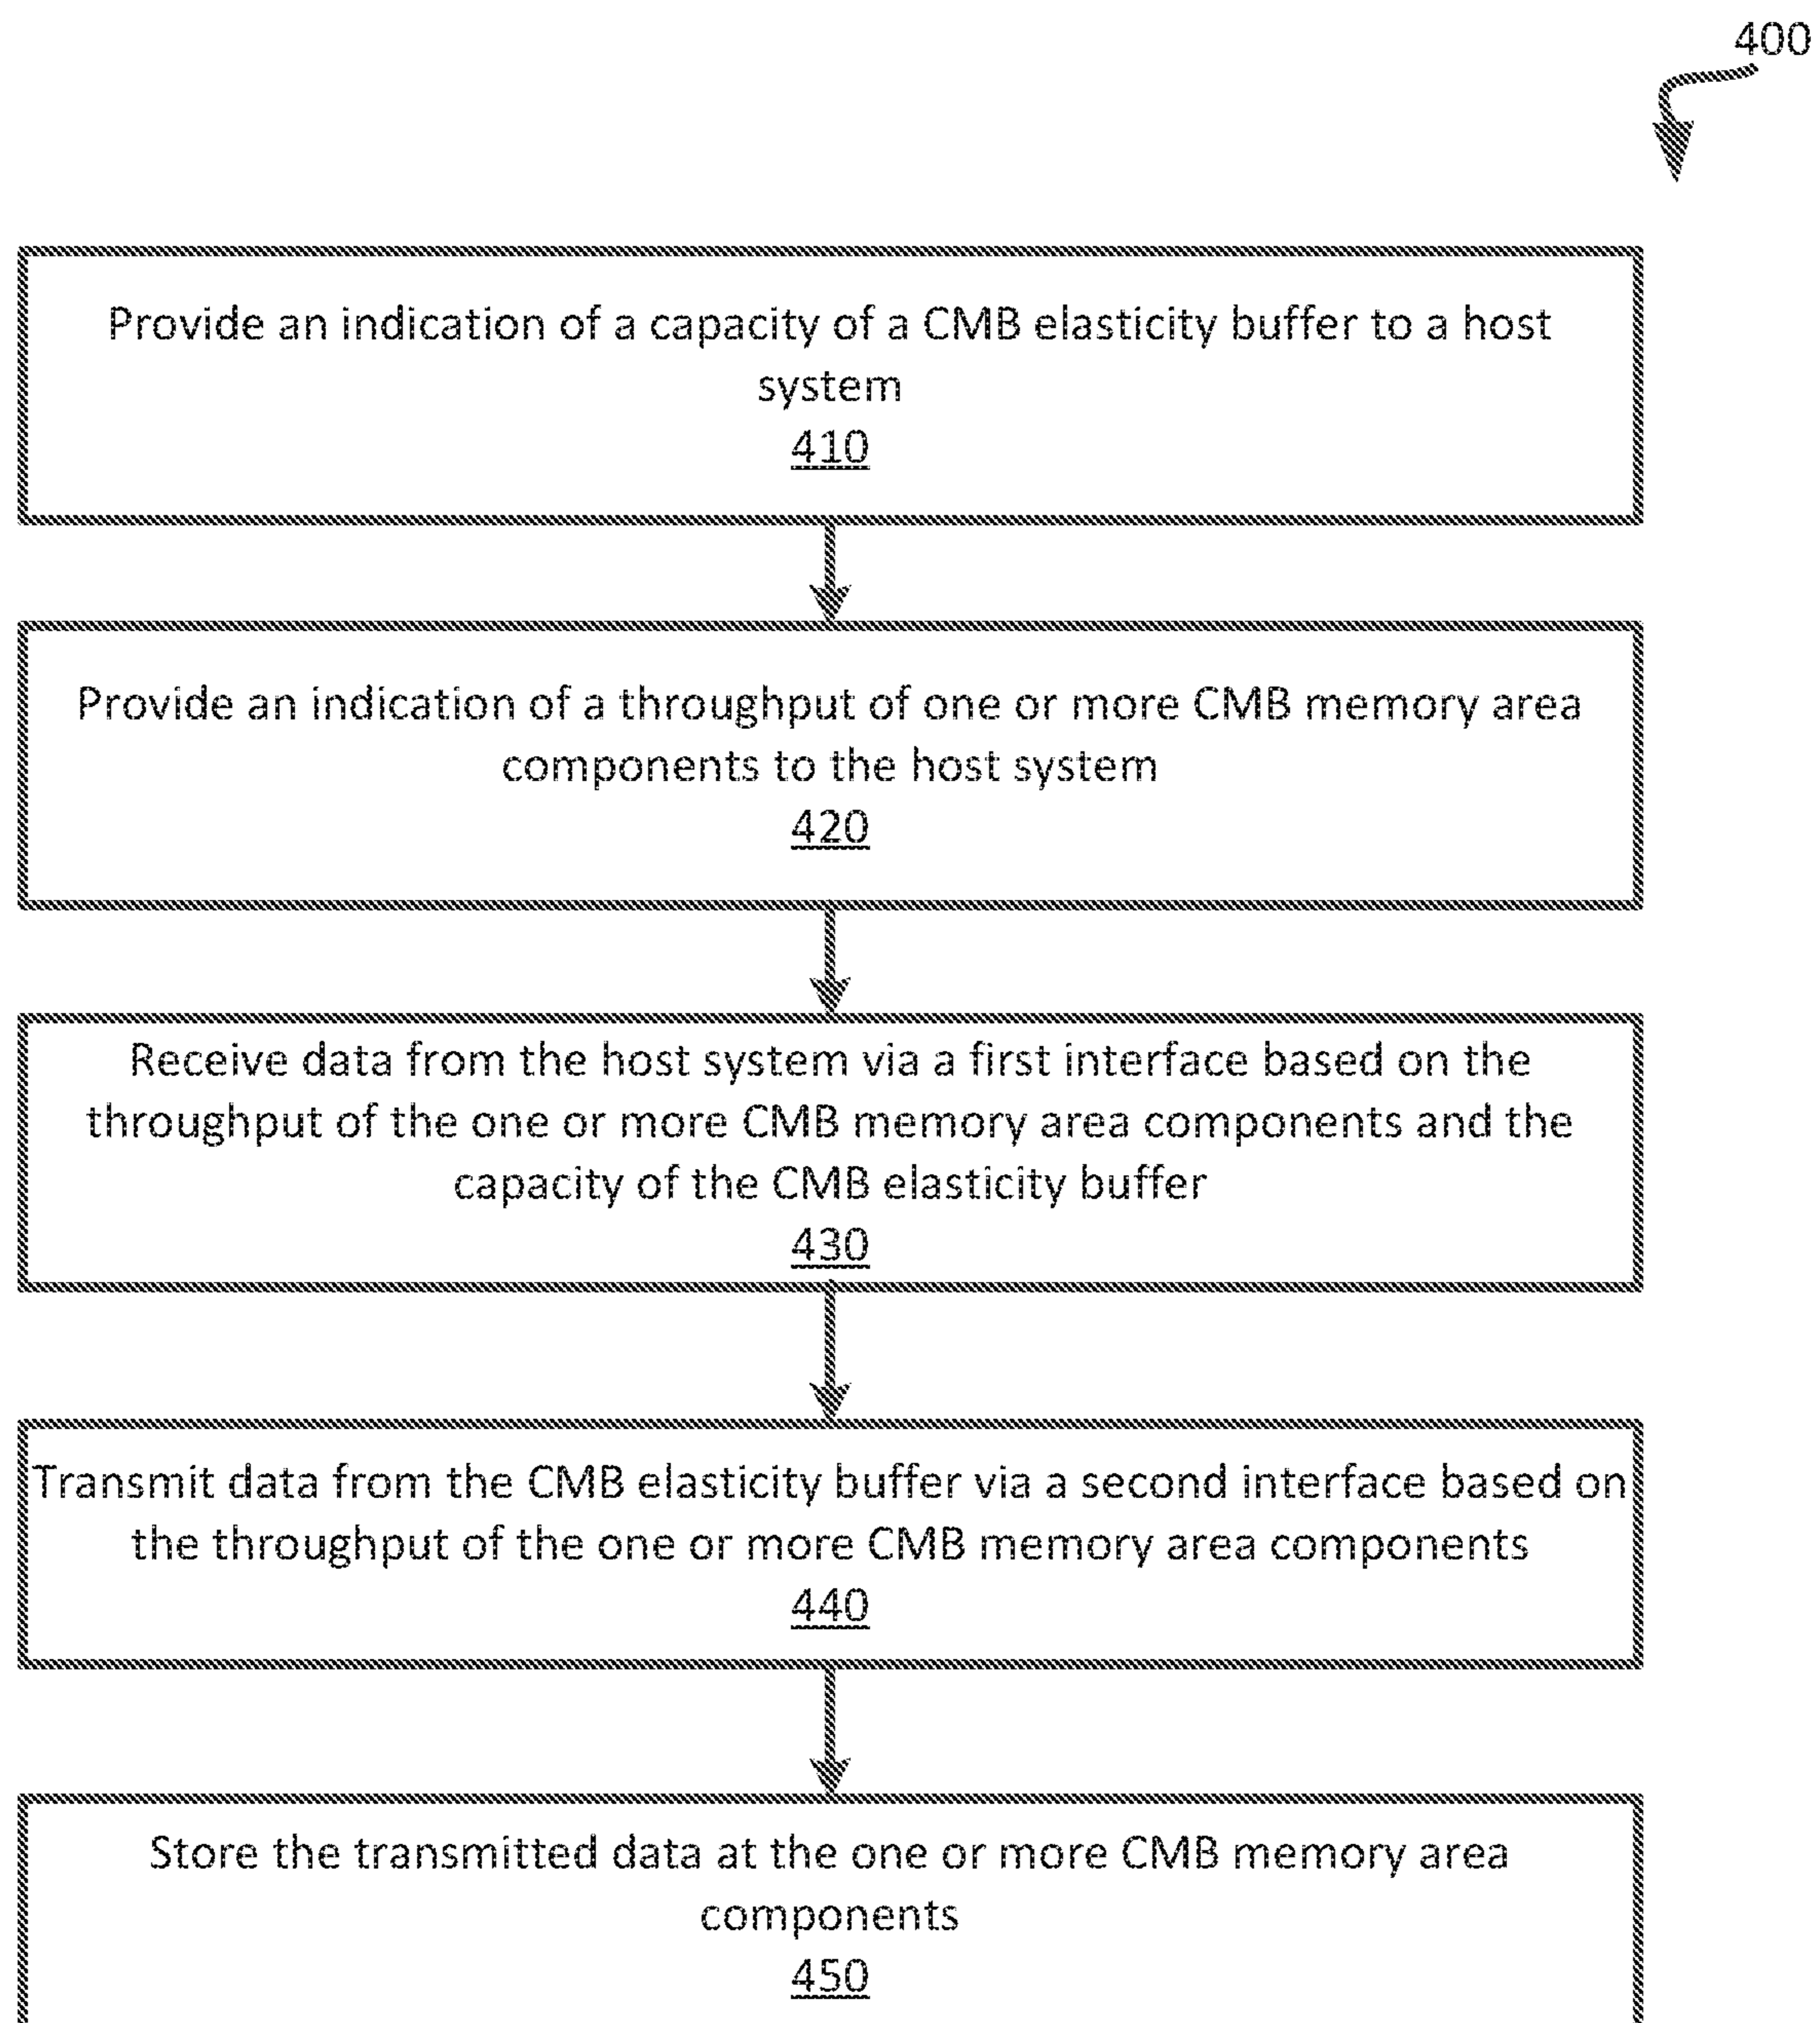 400
Provide an indication of a capacity of a CMB elasticity buffer to a host
system
410
Provide an indication of a throughput of one or more CMB memory area
components to the host system
420
Receive data from the host system via a first interface based on the
throughput of the one or more CMB memory area components and the
capacity of the CMB elasticity buffer
430
Transmit data from the CMB elasticity buffer via a second interface based on
the throughput of the one or more CMB memory area components
440
Store the transmitted data at the one or more CMB memory area
components
450